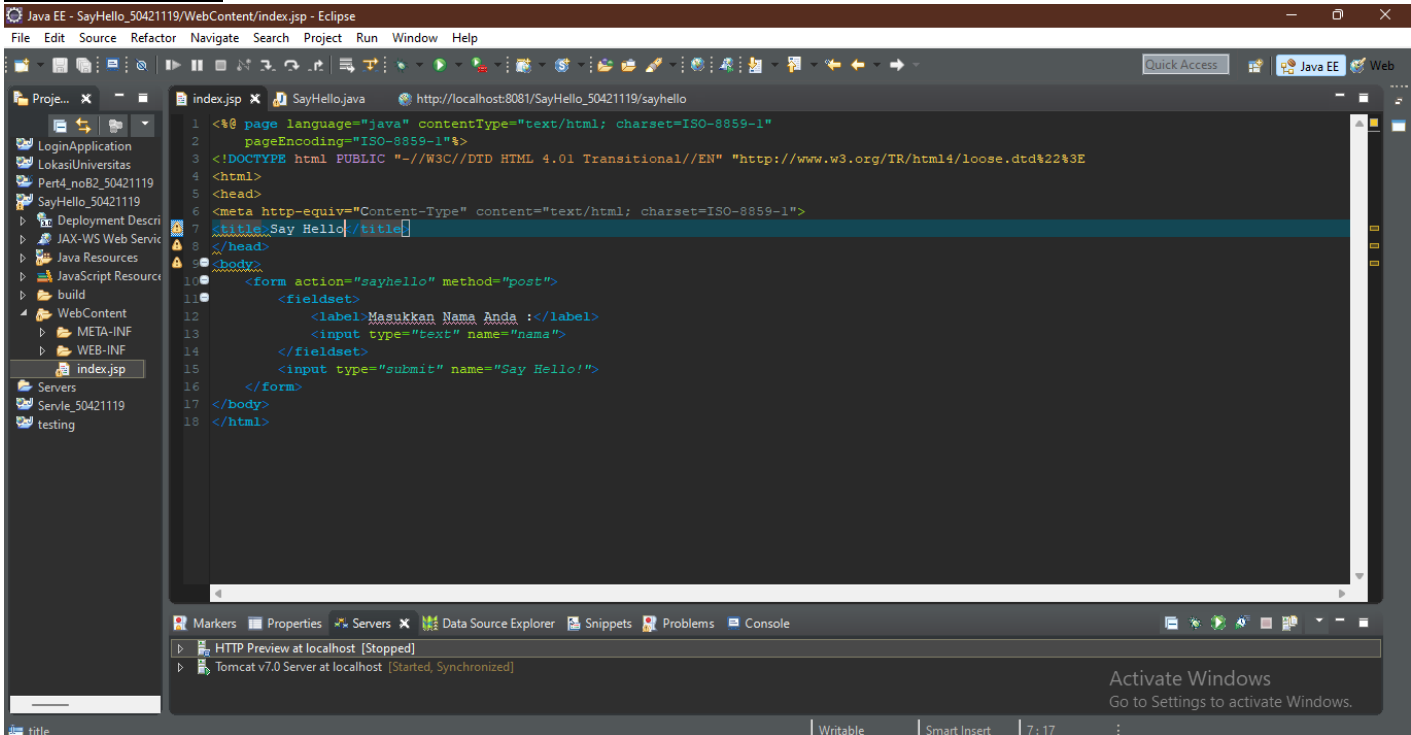 Java EE - SayHello_50421119/WebContent/index.jsp - Eclipse
File Edit Source Refactor Navigate Search Project Run Window Help
Quick Access Java EE Web
Proje...
index.jsp SayHello.java http://localhost:8081/SayHello_50421119/sayhello
LoginApplication
LokasiUniversitas
Pert4_noB2_50421119
SayHello_50421119
Deployment Descri
JAX-WS Web Servic
Java Resources
JavaScript Resource
build
WebContent
META-INF
WEB-INF
index.jsp
Servers
Servle_50421119
testing
1 <%@ page language="java" contentType="text/html; charset=ISO-8859-1"
2 pageEncoding="ISO-8859-1"%>
3 <!DOCTYPE html PUBLIC "-//W3C//DTD HTML 4.01 Transitional//EN" "http://www.w3.org/TR/html4/loose.dtd%22%3E
4 <html>
5 <head>
6 <meta http-equiv="Content-Type" content="text/html; charset=ISO-8859-1">
7 <title>Say Hello</title>
8 </head>
9 <body>
10 <form action="sayhello" method="post">
11 <fieldset>
12 <label>Masukkan Nama Anda :</label>
13 <input type="text" name="nama">
14 </fieldset>
15 <input type="submit" name="Say Hello!">
16 </form>
17 </body>
18 </html>
Markers Properties Servers Data Source Explorer Snippets Problems Console
HTTP Preview at localhost [Stopped]
Tomcat v7.0 Server at localhost [Started, Synchronized]
Activate Windows
Go to Settings to activate Windows.
title Writable Smart Insert 7 : 17